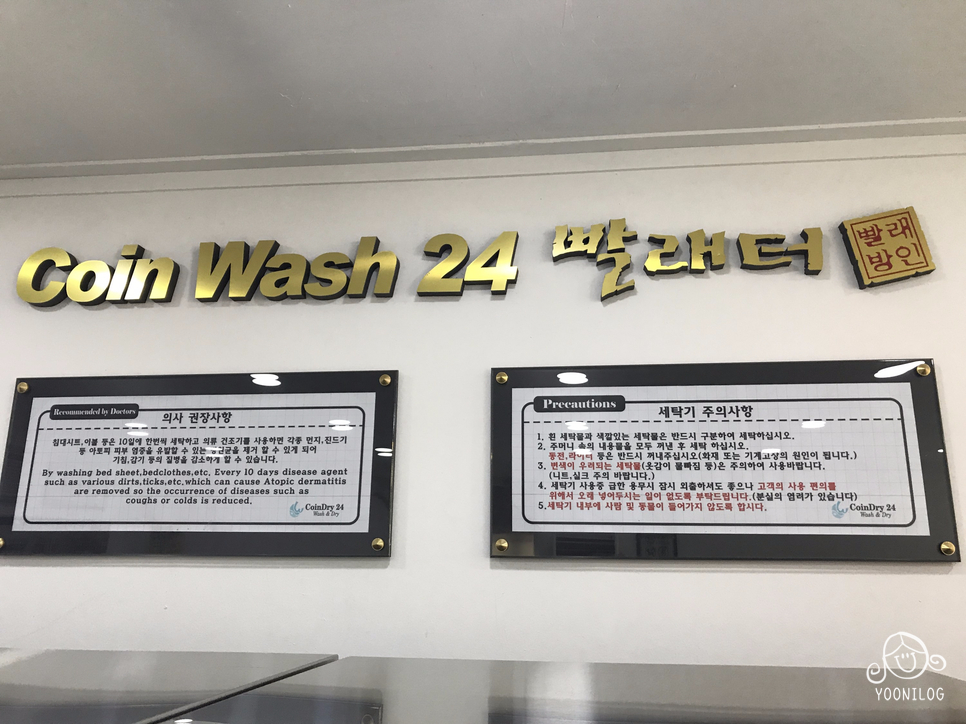 Coin Wash 24 빨래터
빨래
방인
Recommended by Doctors
의사 권장사항
침대시트,이불 등은 10일에 한번씩 세탁하고 의류 건조기를 사용하면 각종 먼지,진드기
등 아토피 피부 염증을 유발할 수 있는 균을 제거 할 수 있게 되어
기침,감기 등의 질병을 감소하게 할 수 있습니다.
By washing bed sheet,bedclothes,etc, Every 10 days disease agent
such as various dirts,ticks,etc,which can cause Atopic dermatitis
are removed so the occurrence of diseases such as
coughs or colds is reduced.
CoinDry 24
Wash & Dry
Precautions
세탁기 주의사항
1. 흰 세탁물과 색깔있는 세탁물은 반드시 구분하여 세탁하십시오.
2. 주머니 속의 내용물을 모두 꺼낸 후 세탁 하십시오.
동전,라이터 등은 반드시 꺼내주십시오(화재 또는 기계고장의 원인이 됩니다.)
3. 변색이 우려되는 세탁물(옷감이 물빠짐 등)은 주의하여 사용바랍니다.
(니트,실크 주의 바랍니다.)
4. 세탁기 사용중 급한 용무시 잠시 외출하셔도 좋으나 고객의 사용 편의를
위해서 오래 넣어두시는 일이 없도록 부탁드립니다.(분실의 염려가 있습니다)
5.세탁기 내부에 사람 및 동물이 들어가지 않도록 합시다.
CoinDry 24
Wash & Dry
YOONILOG